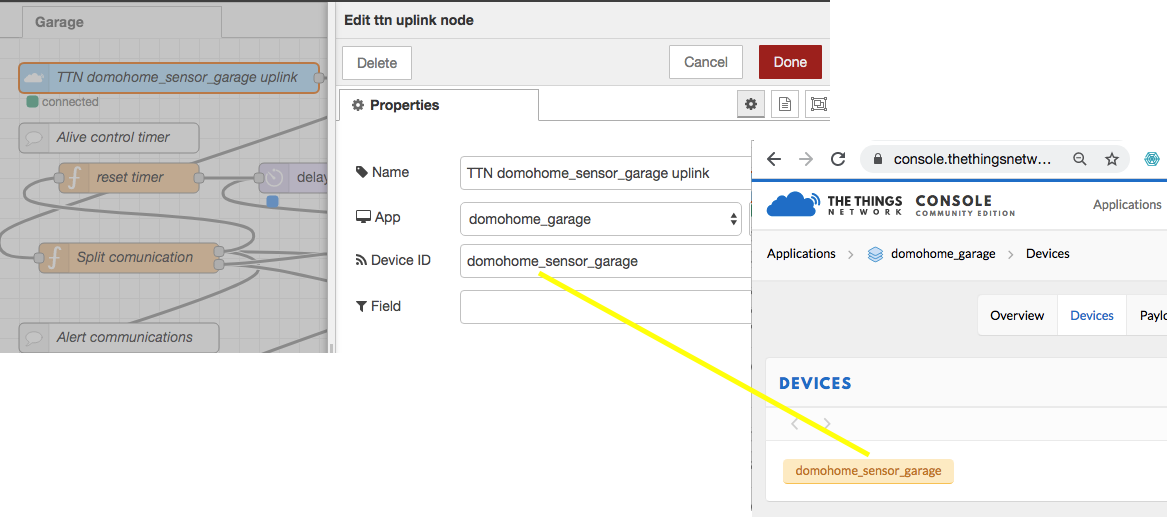 Garage
TTN domohome_sensor_garage uplink
connected
Alive control timer
reset timer
delay
Split comunication
Alert communications
Edit ttn uplink node
Delete
Cancel
Done
Properties
Name
TTN domohome_sensor_garage uplink
App
domohome_garage
Device ID
domohome_sensor_garage
Field
console.thethingsnetw...
THE THINGS
NETWORK
CONSOLE
COMMUNITY EDITION
Applications
Applications > domohome_garage > Devices
Overview
Devices
Paylo
DEVICES
domohome_sensor_garage